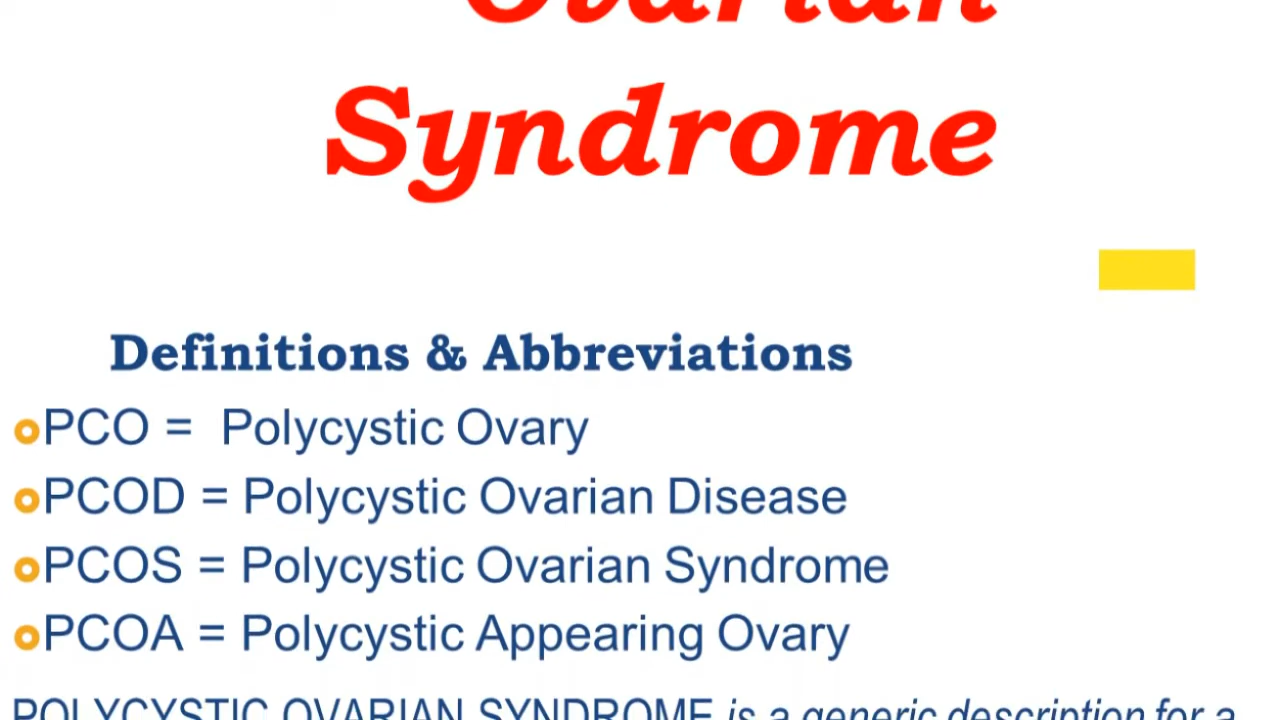 Ovarian
Syndrome
Definitions & Abbreviations
PCO = Polycystic Ovary
PCOD = Polycystic Ovarian Disease
PCOS = Polycystic Ovarian Syndrome
PCOA = Polycystic Appearing Ovary
POLYCYSTIC OVARIAN SYNDROME is a generic description for a